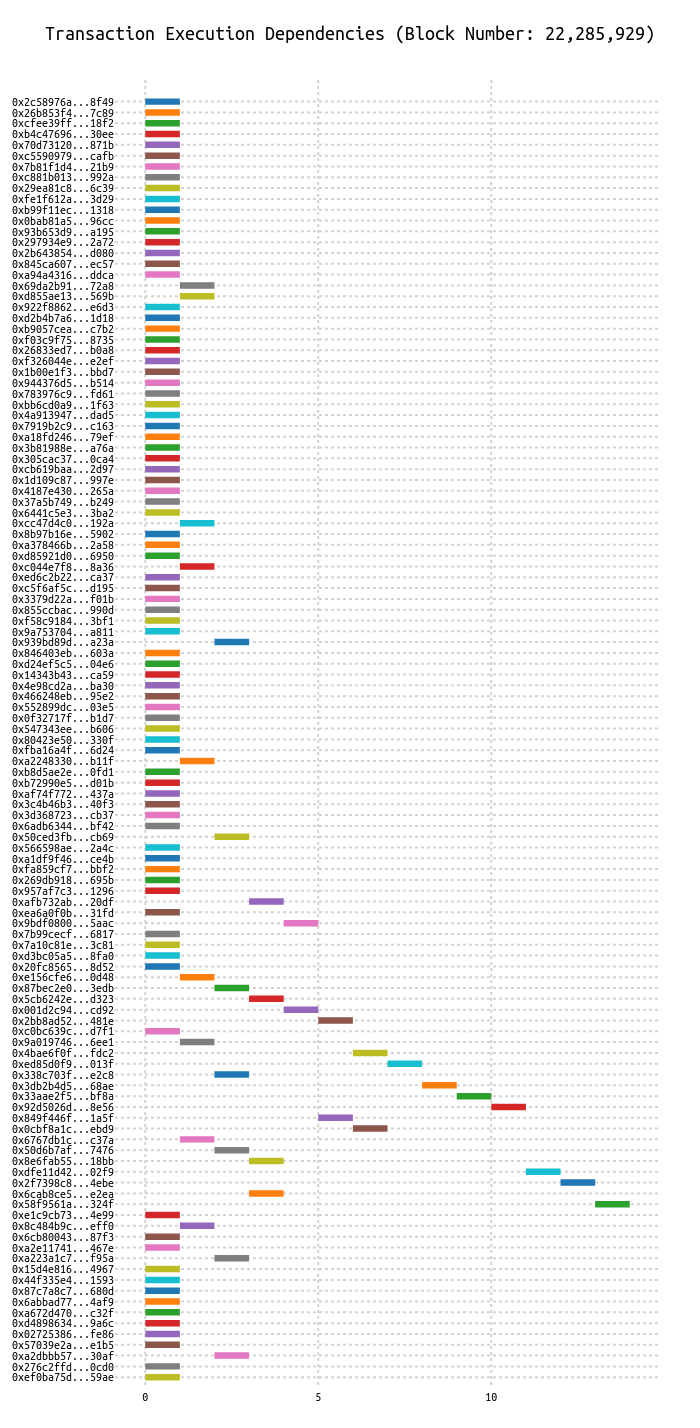 Transaction Execution Dependencies (Block Number: 22,285,929)
0x2c58976a...8f49
0x26b853f4...7c89
0xcfee39ff...18f2
0xb4c47696...30ee
0x70d73120...871b
0xc5590979...cafb
0x7b81f1d4...21b9
0xc881b013...992a
0x29ea81c8...6c39
0xfe1f612a...3d29
0xb99f11ec...1318
0x0bab81a5...96cc
0x93b653d9...a195
0x297934e9...2a72
0x2b643854...d080
0x845ca607...ec57
0xa94a4316...ddca
0x69da2b91...72a8
0xd855ae13...569b
0x922f8862...e6d3
0xd2b4b7a6...1d18
0xb9057cea...c7b2
0xf03c9f75...8735
0x26833ed7...b0a8
0xf326044e...e2ef
0x1b00e1f3...bbd7
0x944376d5...b514
0x783976c9...fd61
0xbb6cd0a9...1f63
0x4a913947...dad5
0x7919b2c9...c163
0xa18fd246...79ef
0x3b81988e...a76a
0x305cac37...0ca4
0xcb619baa...2d97
0x1d109c87...997e
0x4187e430...265a
0x37a5b749...b249
0x6441c5e3...3ba2
0xcc47d4c0...192a
0x8b97b16e...5902
0xa378466b...2a58
0xd85921d0...6950
0xc044e7f8...8a36
0xed6c2b22...ca37
0xc5f6af5c...d195
0x3379d22a...f01b
0x855ccbac...990d
0xf58c9184...3bf1
0x9a753704...a811
0x939bd89d...a23a
0x846403eb...603a
0xd24ef5c5...04e6
0x14343b43...ca59
0x4e98cd2a...ba30
0x466248eb...95e2
0x552899dc...03e5
0x0f32717f...b1d7
0x547343ee...b606
0x80423e50...330f
0xfba16a4f...6d24
0xa2248330...b11f
0xb8d5ae2e...0fd1
0xb72990e5...d01b
0xaf74f772...437a
0x3c4b46b3...40f3
0x3d368723...cb37
0x6adb6344...bf42
0x50ced3fb...cb69
0x566598ae...2a4c
0xa1df9f46...ce4b
0xfa859cf7...bbf2
0x269db918...695b
0x957af7c3...1296
0xafb732ab...20df
0xea6a0f0b...31fd
0x9bdf0800...5aac
0x7b99cecf...6817
0x7a10c81e...3c81
0xd3bc05a5...8fa0
0x20fc8565...8d52
0xe156cfe6...0d48
0x87bec2e0...3edb
0x5cb6242e...d323
0x001d2c94...cd92
0x2bb8ad52...481e
0xc0bc639c...d7f1
0x9a019746...6ee1
0x4bae6f0f...fdc2
0xed85d0f9...013f
0x338c703f...e2c8
0x3db2b4d5...68ae
0x33aae2f5...bf8a
0x92d5026d...8e56
0x849f446f...1a5f
0x0cbf8a1c...ebd9
0x6767db1c...c37a
0x50d6b7af...7476
0x8e6fab55...18bb
0xdfe11d42...02f9
0x2f7398c8...4ebe
0x6cab8ce5...e2ea
0x58f9561a...324f
0xe1c9cb73...4e99
0x8c484b9c...eff0
0x6cb80043...87f3
0xa2e11741...467e
0xa223a1c7...f95a
0x15d4e816...4967
0x44f335e4...1593
0x87c7a8c7...680d
0x6abbad77...4af9
0xa672d470...c32f
0xd4898634...9a6c
0x02725386...fe86
0x57039e2a...e1b5
0xa2dbbb57...30af
0x276c2ffd...0cd0
0xef0ba75d...59ae
0 5 10